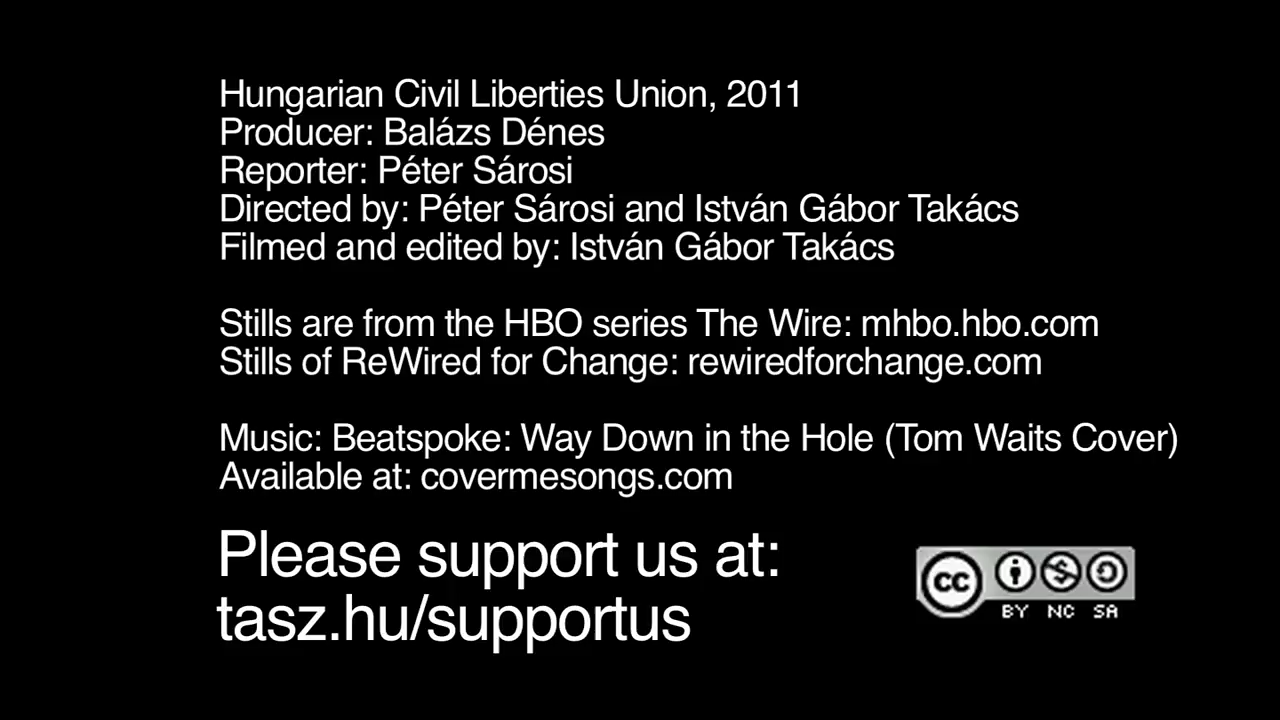 Hungarian Civil Liberties Union, 2011
Producer: Balázs Dénes
Reporter: Péter Sárosi
Directed by: Péter Sárosi and István Gábor Takács
Filmed and edited by: István Gábor Takács
Stills are from the HBO series The Wire: mhbo.hbo.com
Stills of ReWired for Change: rewiredforchange.com
Music: Beatspoke: Way Down in the Hole (Tom Waits Cover)
Available at: covermesongs.com
Please support us at:
tasz.hu/supportus
cc
BY NC SA